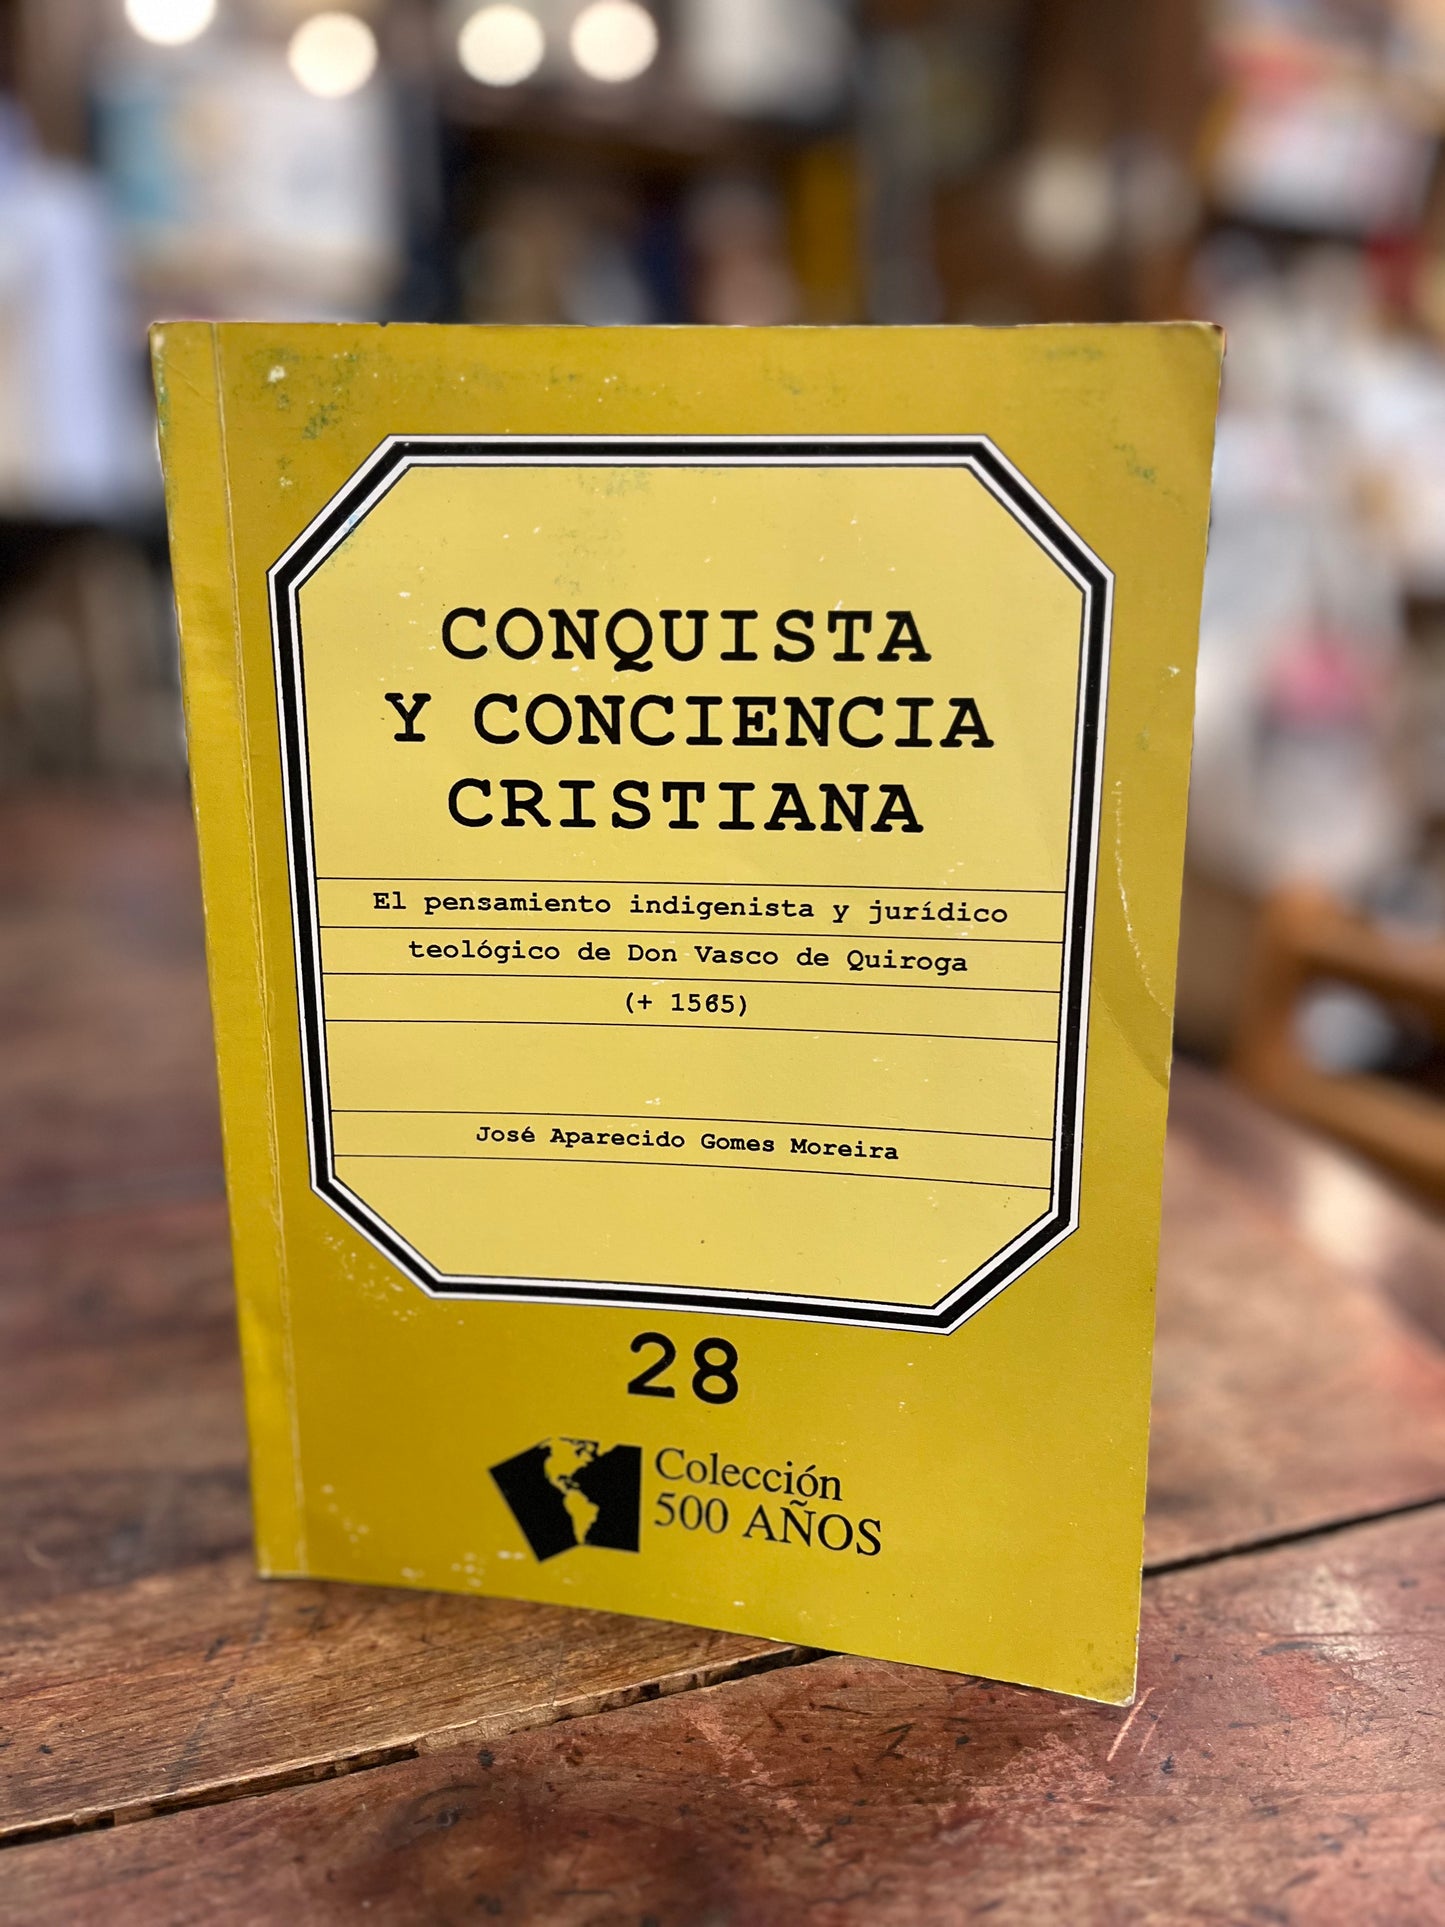 CONQUISTA
Y CONCIENCIA
CRISTIANA
El pensamiento indigenista y jurídico
teológico de Don Vasco de Quiroga
(+ 1565)
José Aparecido Gomes Moreira
28
Colección
500 AÑOS